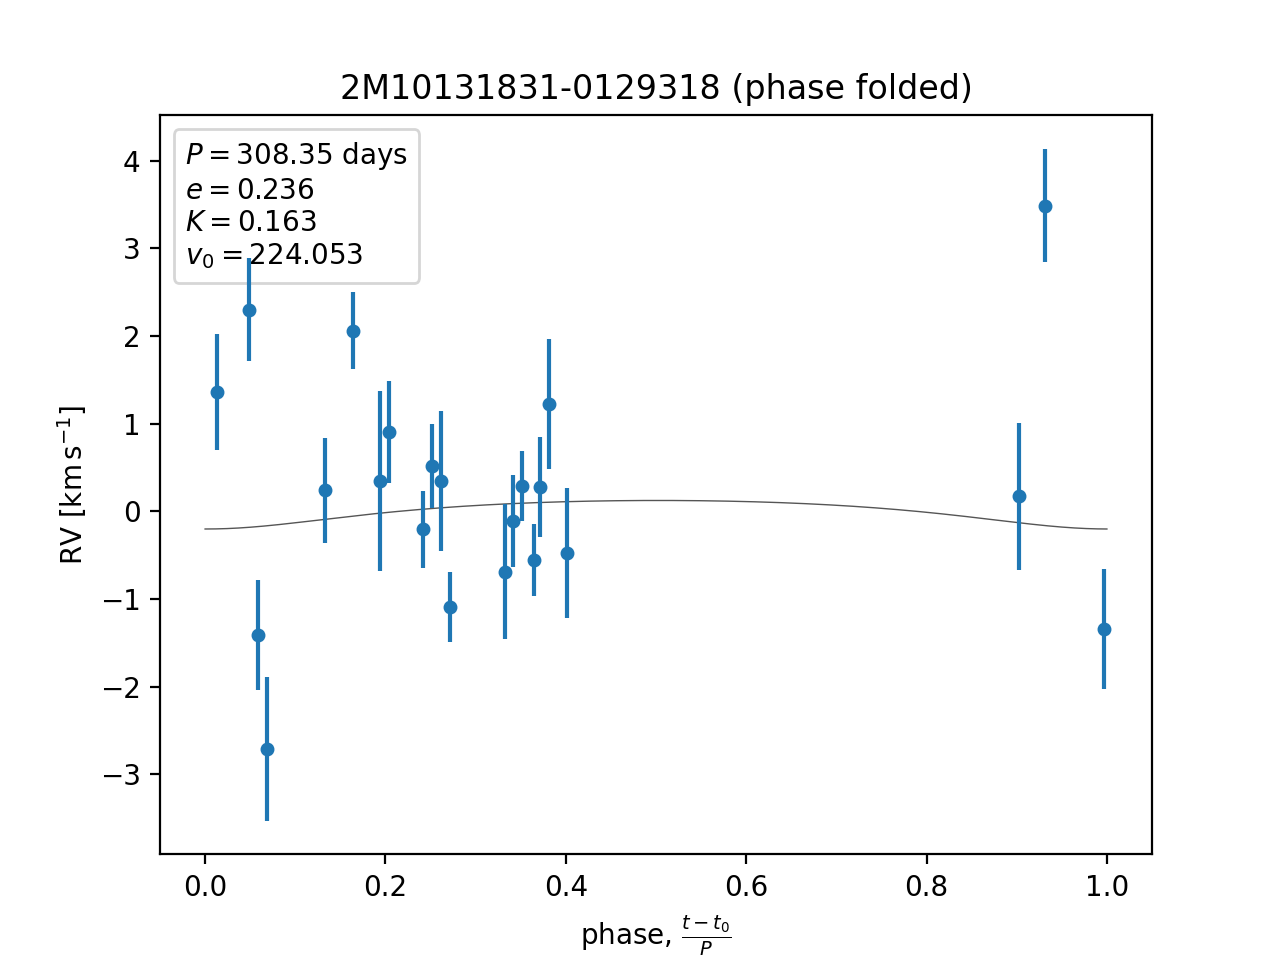 2M10131831-0129318 (phase folded)
P = 308.35 days
e = 0.236
K = 0.163
v₀ = 224.053
4
3
2
1
0
−1
−2
−3
RV [km s⁻¹]
0.0 0.2 0.4 0.6 0.8 1.0
phase, (t − t₀)/P